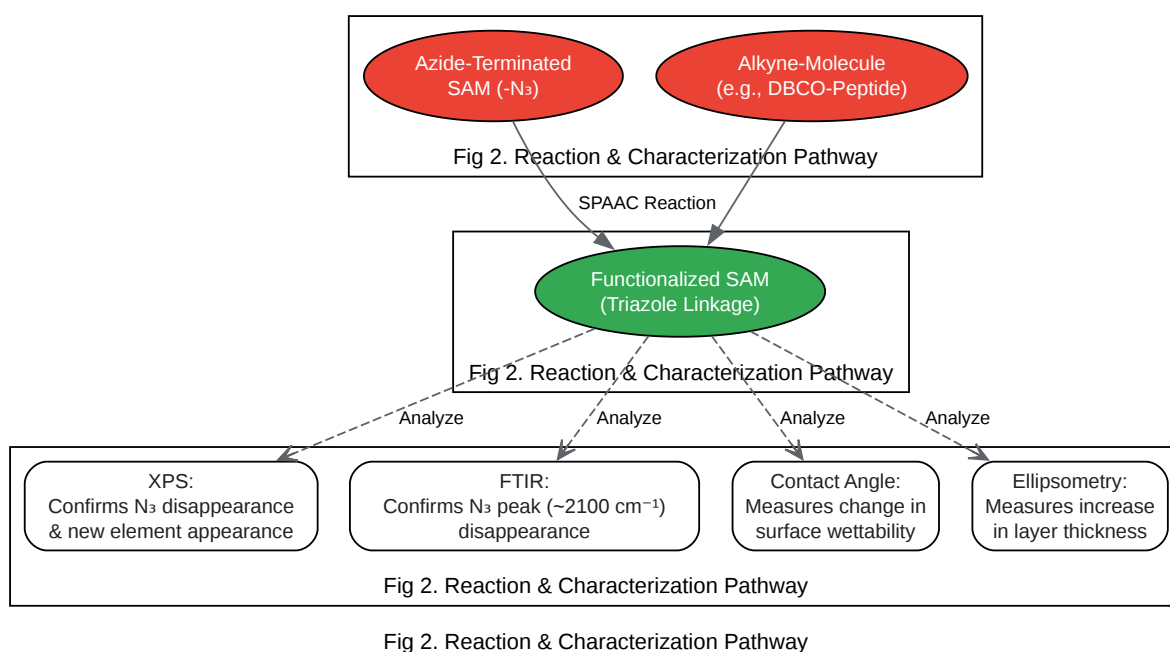 Azide-Terminated
SAM (-N₃)
Alkyne-Molecule
(e.g., DBCO-Peptide)
Fig 2. Reaction & Characterization Pathway
SPAAC Reaction
Functionalized SAM
(Triazole Linkage)
Fig 2. Reaction & Characterization Pathway
Analyze
Analyze
Analyze
Analyze
XPS:
Confirms N₃ disappearance
& new element appearance
FTIR:
Confirms N₃ peak (~2100 cm⁻¹)
disappearance
Contact Angle:
Measures change in
surface wettability
Ellipsometry:
Measures increase
in layer thickness
Fig 2. Reaction & Characterization Pathway
Fig 2. Reaction & Characterization Pathway